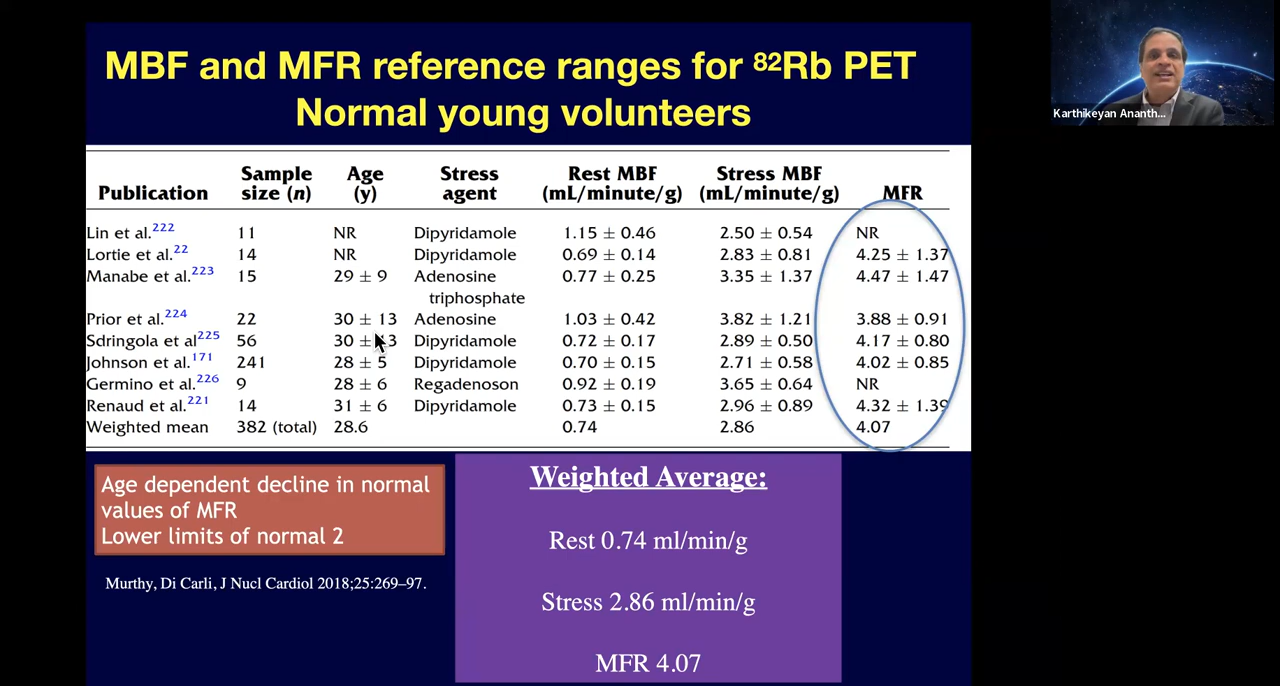 MBF and MFR reference ranges for ⁸²Rb PET
Normal young volunteers
Karthikeyan Ananth...
Publication Sample size (n) Age (y) Stress agent Rest MBF (mL/minute/g) Stress MBF (mL/minute/g) MFR
Lin et al.222 11 NR Dipyridamole 1.15 ± 0.46 2.50 ± 0.54 NR
Lortie et al.22 14 NR Dipyridamole 0.69 ± 0.14 2.83 ± 0.81 4.25 ± 1.37
Manabe et al.223 15 29 ± 9 Adenosine triphosphate 0.77 ± 0.25 3.35 ± 1.37 4.47 ± 1.47
Prior et al.224 22 30 ± 13 Adenosine 1.03 ± 0.42 3.82 ± 1.21 3.88 ± 0.91
Sdringola et al225 56 30 ± 3 Dipyridamole 0.72 ± 0.17 2.89 ± 0.50 4.17 ± 0.80
Johnson et al.171 241 28 ± 5 Dipyridamole 0.70 ± 0.15 2.71 ± 0.58 4.02 ± 0.85
Germino et al.226 9 28 ± 6 Regadenoson 0.92 ± 0.19 3.65 ± 0.64 NR
Renaud et al.221 14 31 ± 6 Dipyridamole 0.73 ± 0.15 2.96 ± 0.89 4.32 ± 1.39
Weighted mean 382 (total) 28.6 0.74 2.86 4.07
Age dependent decline in normal
values of MFR
Lower limits of normal 2
Murthy, Di Carli, J Nucl Cardiol 2018;25:269–97.
Weighted Average:
Rest 0.74 ml/min/g
Stress 2.86 ml/min/g
MFR 4.07